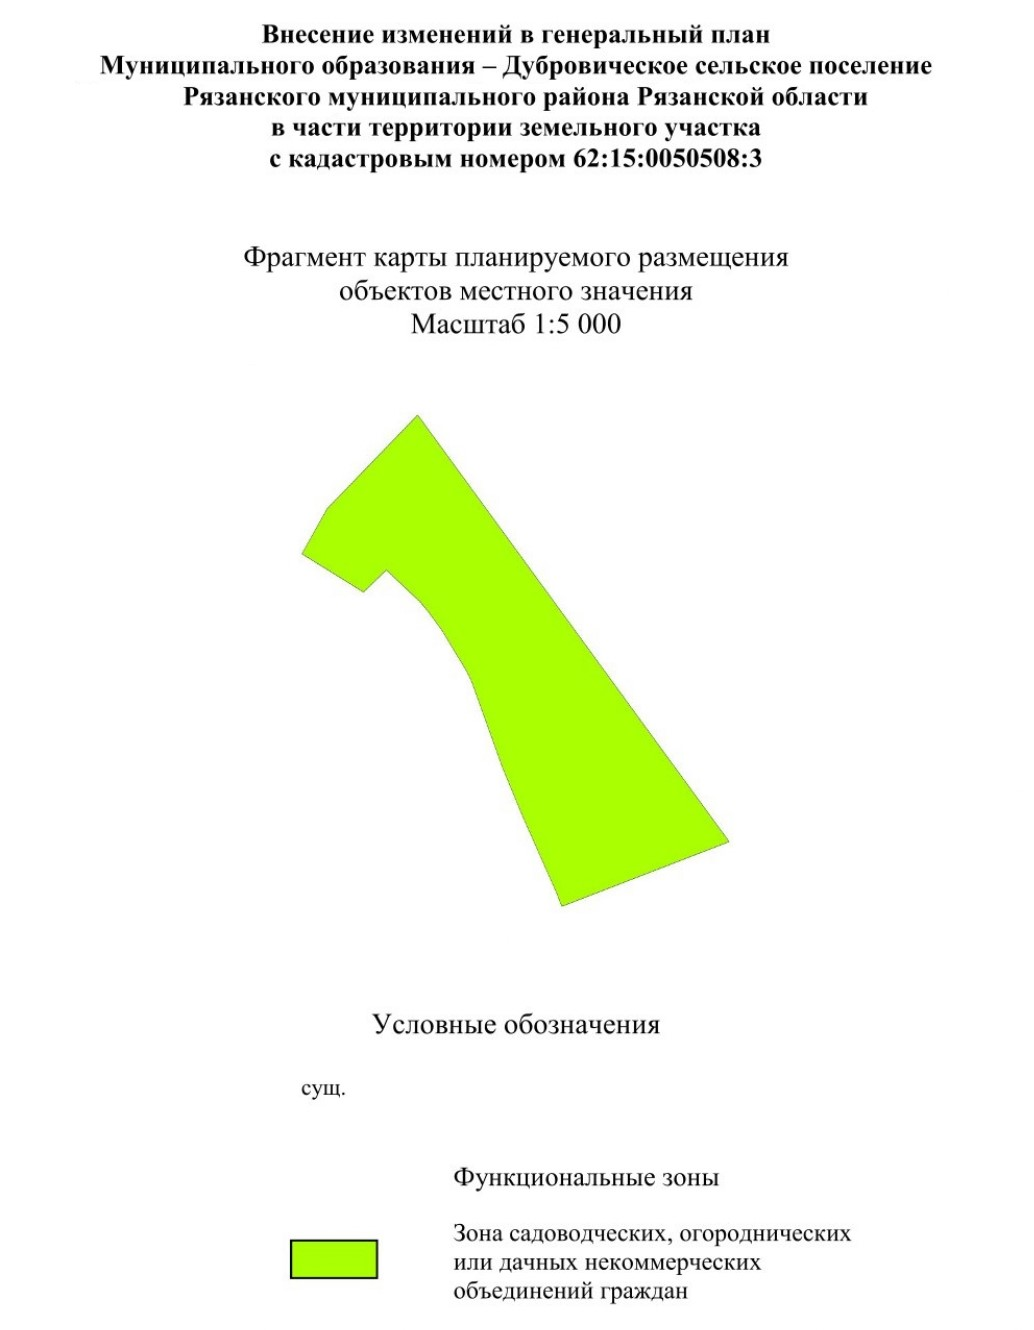 Внесение изменений в генеральный план
Муниципального образования – Дубровическое сельское поселение
Рязанского муниципального района Рязанской области
в части территории земельного участка
с кадастровым номером 62:15:0050508:3
Фрагмент карты планируемого размещения
объектов местного значения
Масштаб 1:5 000
Условные обозначения
сущ.
Функциональные зоны
Зона садоводческих, огороднических
или дачных некоммерческих
объединений граждан